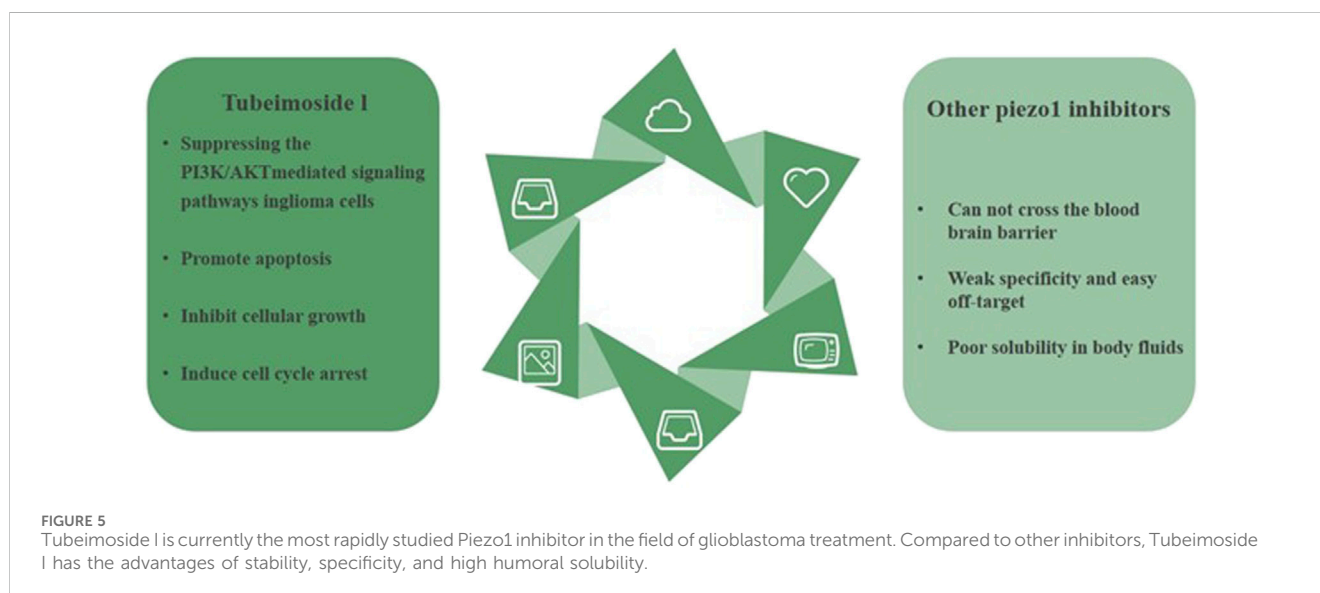 Tubeimoside l
• Suppressing the
PI3K/AKTmediated signaling
pathways inglioma cells
• Promote apoptosis
• Inhibit cellular growth
• Induce cell cycle arrest
Other piezo1 inhibitors
• Can not cross the blood
brain barrier
• Weak specificity and easy
off-target
• Poor solubility in body fluids
FIGURE 5
Tubeimoside I is currently the most rapidly studied Piezo1 inhibitor in the field of glioblastoma treatment. Compared to other inhibitors, Tubeimoside
I has the advantages of stability, specificity, and high humoral solubility.